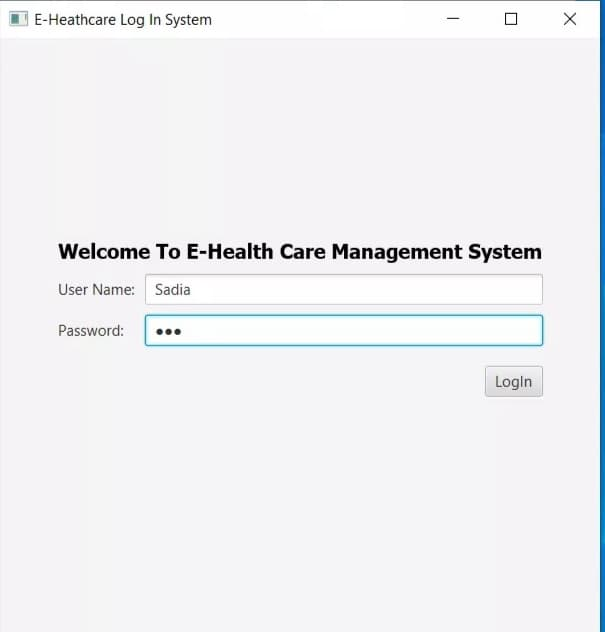 E-Heathcare Log In System
Welcome To E-Health Care Management System
User Name: Sadia
Password: •••
LogIn